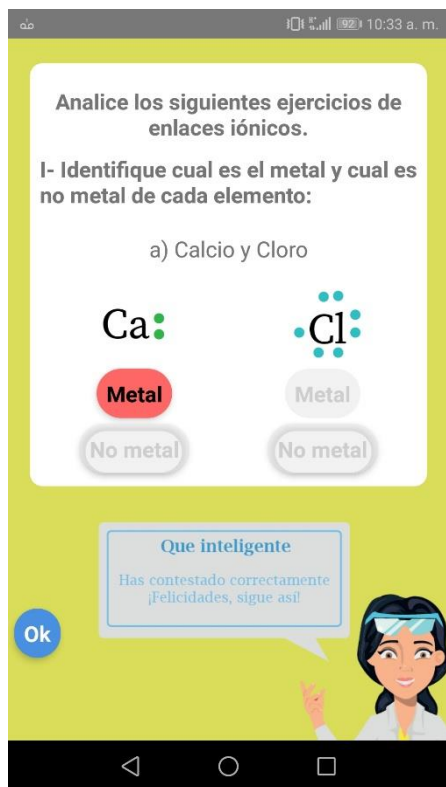 92 10:33 a. m.
Analice los siguientes ejercicios de
enlaces iónicos.
I- Identifique cual es el metal y cual es
no metal de cada elemento:
a) Calcio y Cloro
Ca Cl
Metal Metal
No metal No metal
Que inteligente
Has contestado correctamente
¡Felicidades, sigue así!
Ok